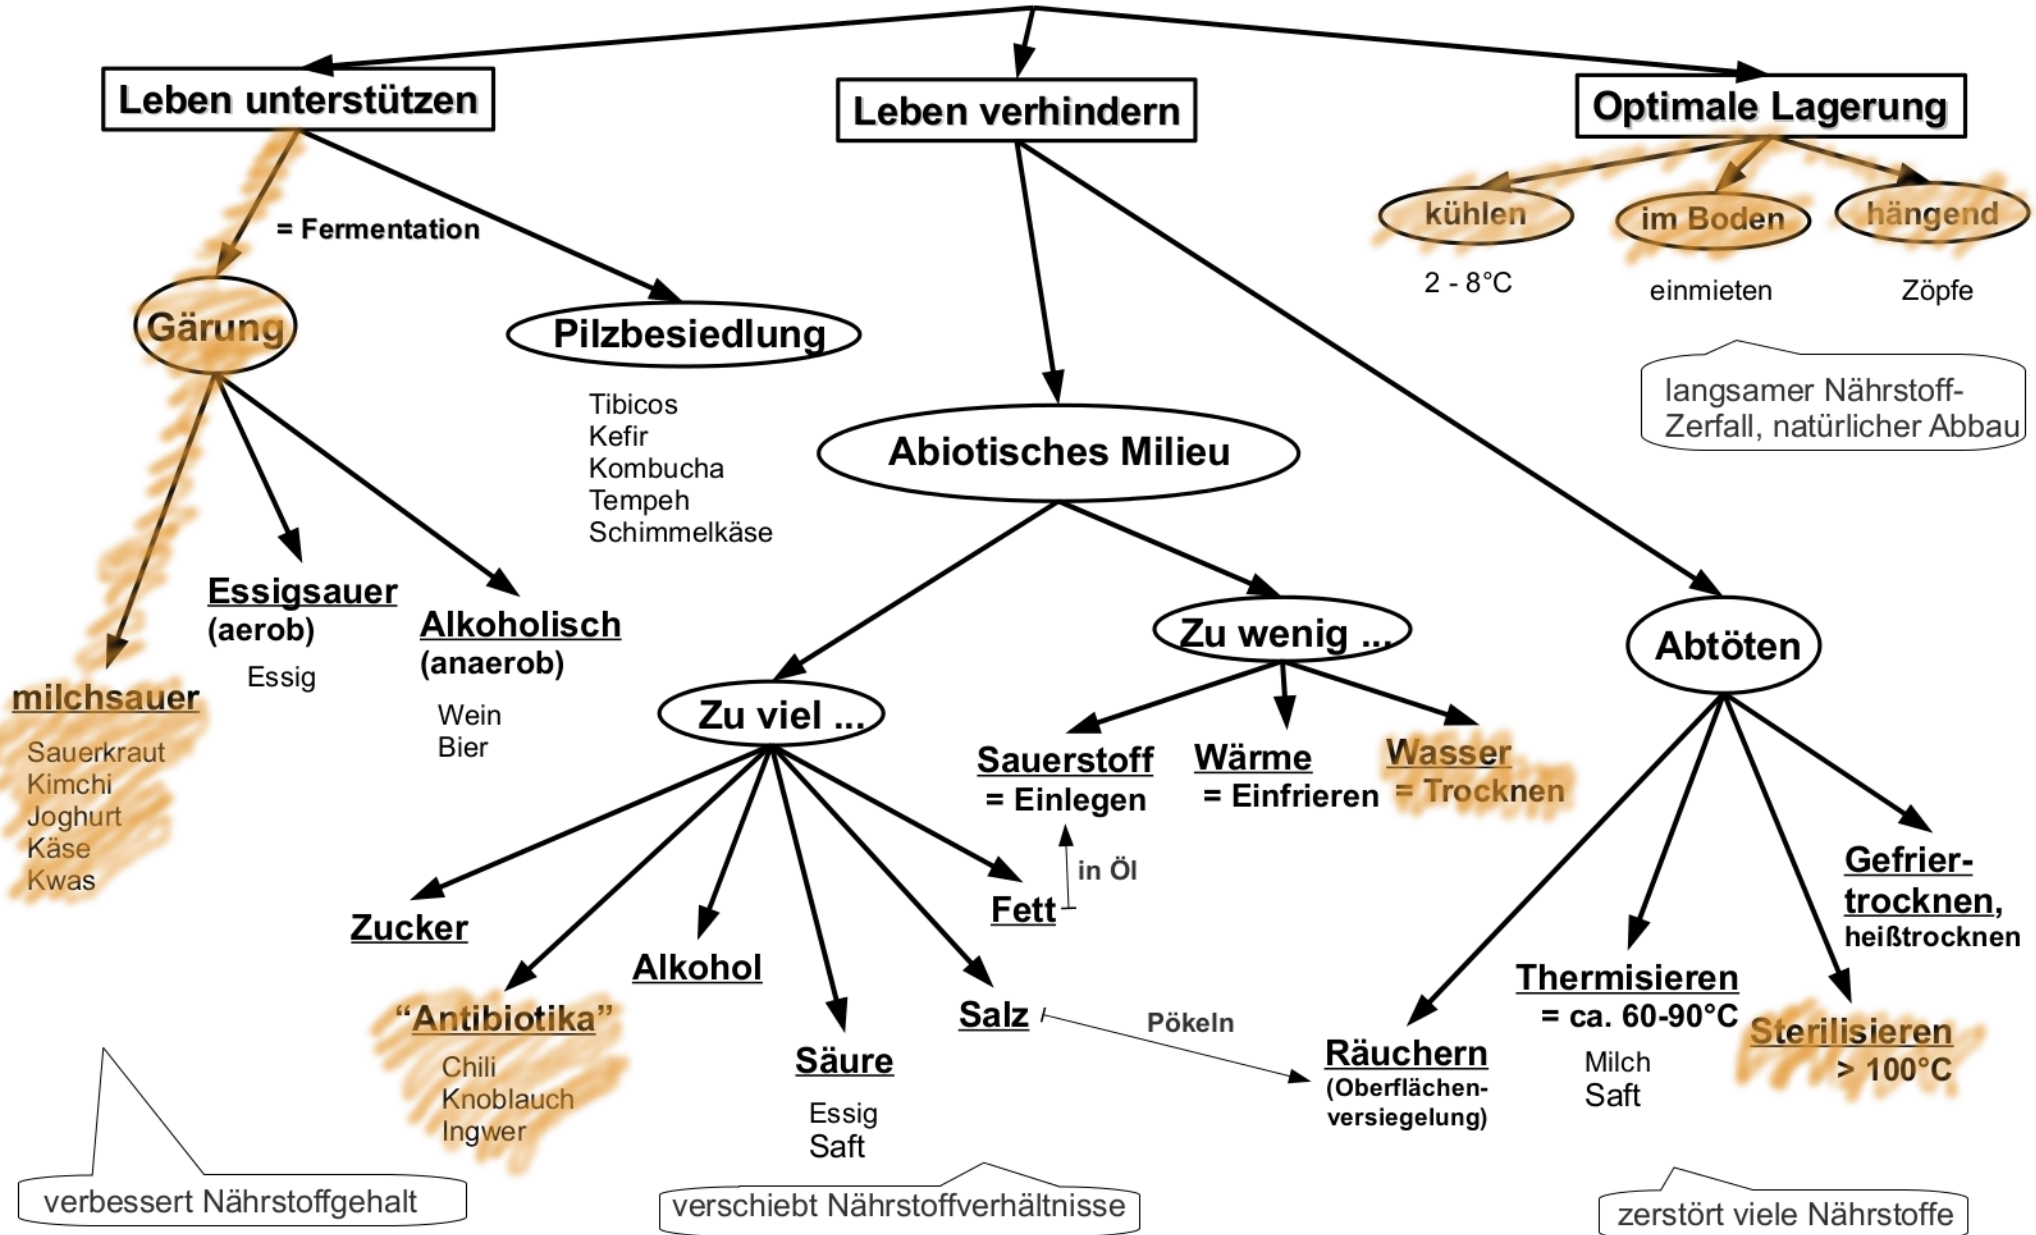 Leben unterstützen
Leben verhindern
Optimale Lagerung
= Fermentation
kühlen
im Boden
hängend
2 - 8°C
einmieten
Zöpfe
Gärung
Pilzbesiedlung
Tibicos
Kefir
Kombucha
Tempeh
Schimmelkäse
langsamer Nährstoff-
Zerfall, natürlicher Abbau
Abiotisches Milieu
Essigsauer
(aerob)
Essig
Alkoholisch
(anaerob)
Wein
Bier
milchsauer
Sauerkraut
Kimchi
Joghurt
Käse
Kwas
Zu viel ...
Zu wenig ...
Abtöten
Sauerstoff
= Einlegen
Wärme
= Einfrieren
Wasser
= Trocknen
in Öl
Fett
Zucker
"Antibiotika"
Chili
Knoblauch
Ingwer
Alkohol
Säure
Essig
Saft
Salz
Pökeln
Räuchern
(Oberflächen-
versiegelung)
Thermisieren
= ca. 60-90°C
Milch
Saft
Sterilisieren
> 100°C
Gefrier-
trocknen,
heißtrocknen
verbessert Nährstoffgehalt
verschiebt Nährstoffverhältnisse
zerstört viele Nährstoffe